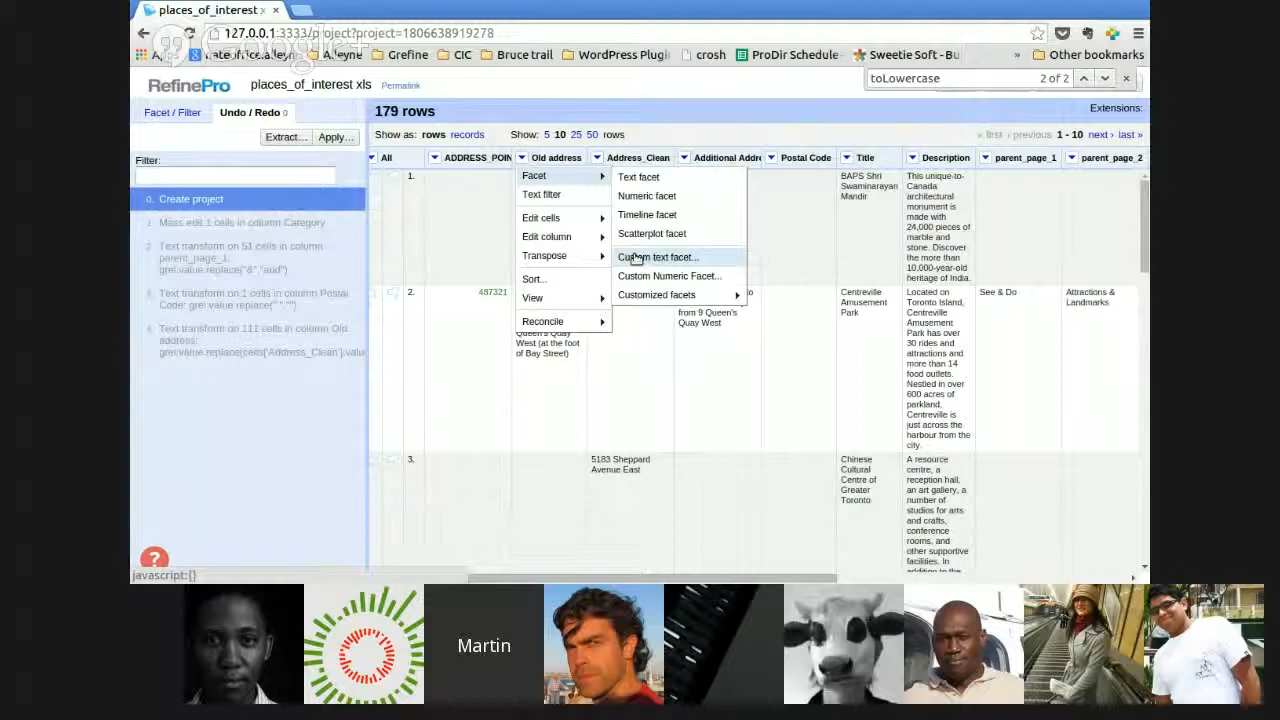 places_of_interest x
127.0.0.1:3333/project?project=1806638919278
Google+
Apps
Alleyne
Grefine
CIC
Bruce trail
WordPress Plugin
crosh
ProDir Schedule -
Sweetie Soft - Bu
»
Other bookmarks
RefinePro
places_of_interest xls
Permalink
toLowercase
2 of 2
Facet / Filter
Undo / Redo 0
179 rows
Extensions:
Extract...
Apply...
Show as: rows records
Show: 5 10 25 50 rows
« first ‹ previous 1 - 10 next › last »
Filter:
All
ADDRESS_POIN
Old address
Address_Clean
Additional Addre
Postal Code
Title
Description
parent_page_1
parent_page_2
0. Create project
1. Mass edit 1 cells in column Category
2. Text transform on 51 cells in column
parent_page_1:
grel:value.replace("&","and")
3. Text transform on 1 cells in column Postal
Code: grel:value.replace(".","")
4. Text transform on 111 cells in column Old
address:
grel:value.replace(cells['Address_Clean'].value
Facet
Text filter
Edit cells
Edit column
Transpose
Sort...
View
Reconcile
Text facet
Numeric facet
Timeline facet
Scatterplot facet
Custom text facet...
Custom Numeric Facet...
Customized facets
1.
BAPS Shri
Swaminarayan
Mandir
This unique-to-
Canada
architectural
monument is
made with
24,000 pieces of
marble and
stone. Discover
the more than
10,000-year-old
heritage of India.
2.
487321
Queen's Quay
West (at the foot
of Bay Street)
from 9 Queen's
Quay West
Centreville
Amusement
Park
Located on
Toronto Island,
Centreville
Amusement
Park has over
30 rides and
attractions and
more than 14
food outlets.
Nestled in over
600 acres of
parkland,
Centreville is
just across the
harbour from the
city.
See & Do
Attractions &
Landmarks
3.
5183 Sheppard
Avenue East
Chinese
Cultural
Centre of
Greater
Toronto
A resource
centre, a
reception hall,
an art gallery, a
number of
studios for arts
and crafts,
conference
rooms, and
other supportive
facilities. In
addition to the
?
javascript:{}
Martin